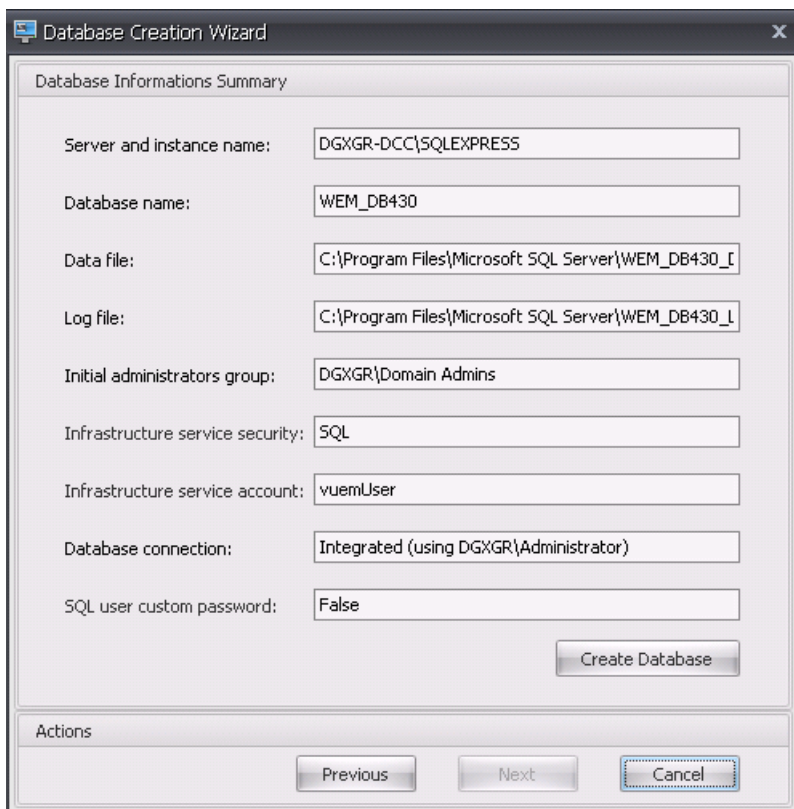 Database Creation Wizard
x
Database Informations Summary
Server and instance name: DGXGR-DCC\SQLEXPRESS
Database name: WEM_DB430
Data file: C:\Program Files\Microsoft SQL Server\WEM_DB430_
Log file: C:\Program Files\Microsoft SQL Server\WEM_DB430_L
Initial administrators group: DGXGR\Domain Admins
Infrastructure service security: SQL
Infrastructure service account: vuemUser
Database connection: Integrated (using DGXGR\Administrator)
SQL user custom password: False
Create Database
Actions
Previous Next Cancel